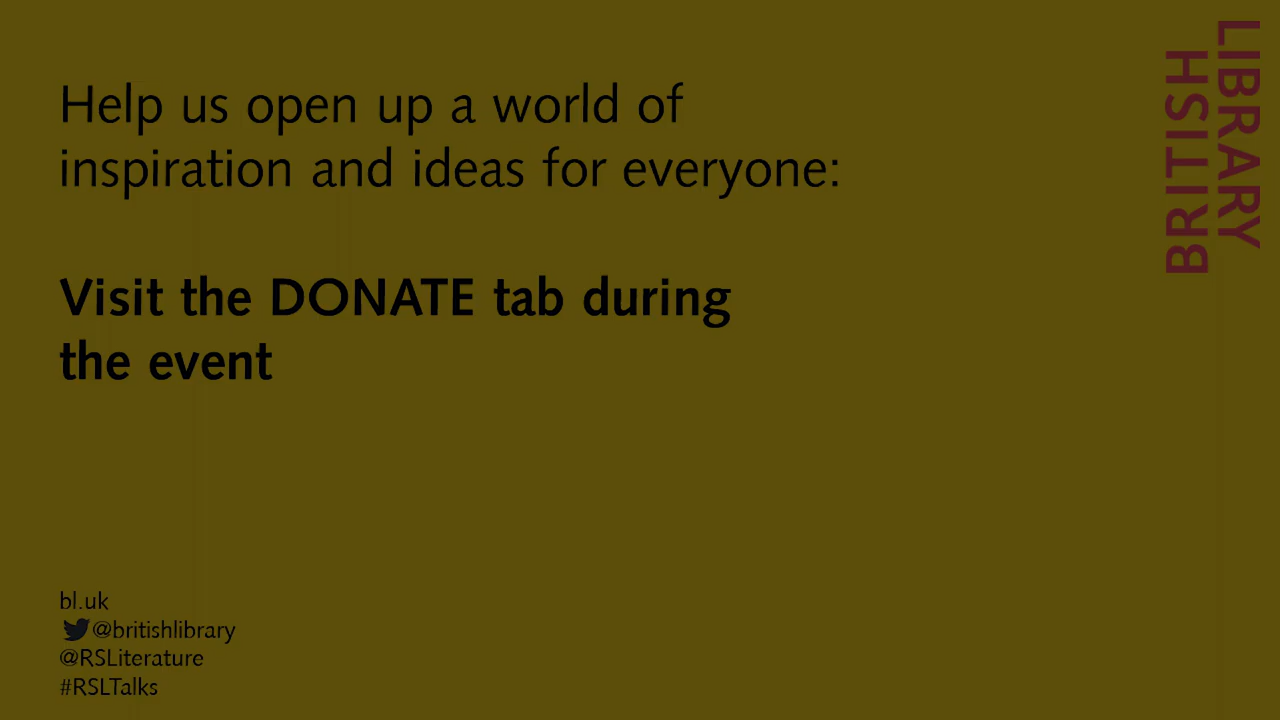 Help us open up a world of
inspiration and ideas for everyone:
Visit the DONATE tab during
the event
bl.uk
@britishlibrary
@RSLiterature
#RSLTalks
BRITISH
LIBRARY